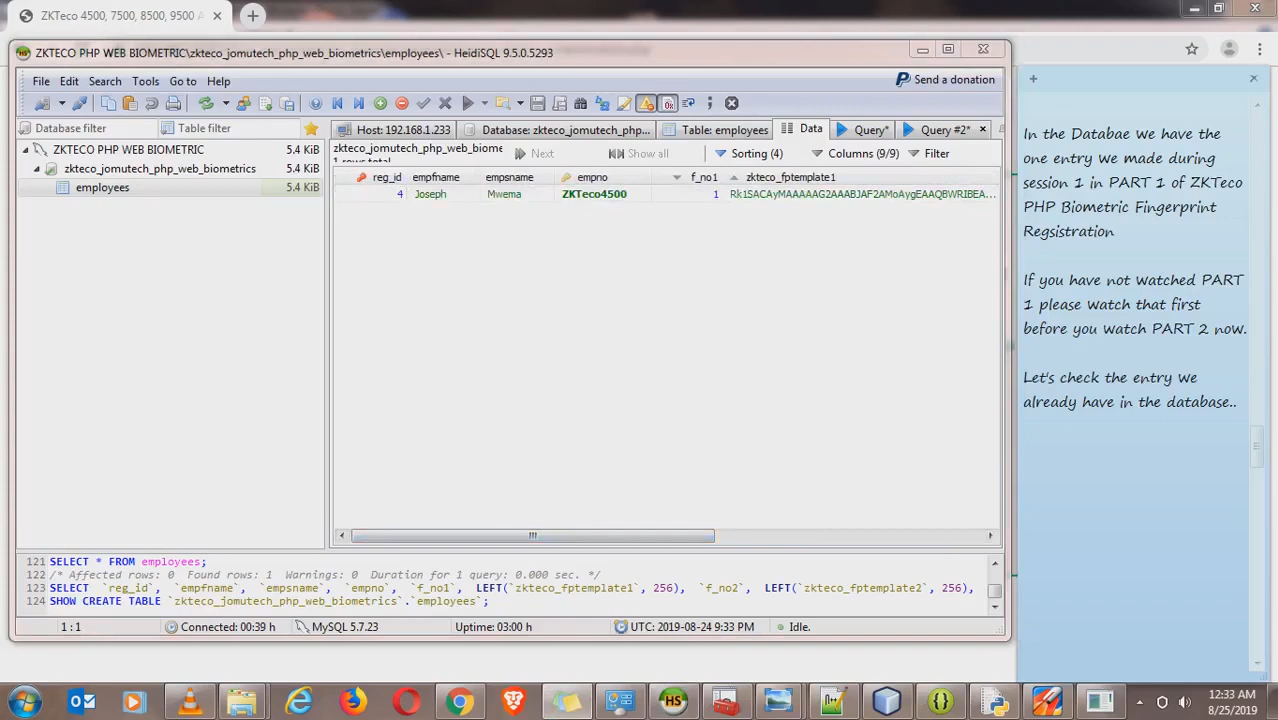 ZKTeco 4500, 7500, 8500, 9500 A
ZKTECO PHP WEB BIOMETRIC\zkteco_jomutech_php_web_biometrics\employees\ - HeidiSQL 9.5.0.5293
File Edit Search Tools Go to Help
Send a donation
Database filter Table filter
Host: 192.168.1.233 Database: zkteco_jomutech_php... Table: employees Data Query* Query #2*
ZKTECO PHP WEB BIOMETRIC 5.4 KiB
zkteco_jomutech_php_web_biometrics 5.4 KiB
employees 5.4 KiB
zkteco_jomutech_php_web_biome...
1 rows total
Next Show all Sorting (4) Columns (9/9) Filter
reg_id empfname empsname empno f_no1 zkteco_fptemplate1
4 Joseph Mwema ZKTeco4500 1 Rk1SACAyMAAAAAG2AAABJAF2AMoAygEAAQBWRIBEA...
121 SELECT * FROM employees;
122 /* Affected rows: 0 Found rows: 1 Warnings: 0 Duration for 1 query: 0.000 sec. */
123 SELECT `reg_id`, `empfname`, `empsname`, `empno`, `f_no1`, LEFT(`zkteco_fptemplate1`, 256), `f_no2`, LEFT(`zkteco_fptemplate2`, 256),
124 SHOW CREATE TABLE `zkteco_jomutech_php_web_biometrics`.`employees`;
1 : 1 Connected: 00:39 h MySQL 5.7.23 Uptime: 03:00 h UTC: 2019-08-24 9:33 PM Idle.
In the Databae we have the
one entry we made during
session 1 in PART 1 of ZKTeco
PHP Biometric Fingerprint
Regsistration
If you have not watched PART
1 please watch that first
before you watch PART 2 now.
Let's check the entry we
already have in the database..
12:33 AM
8/25/2019